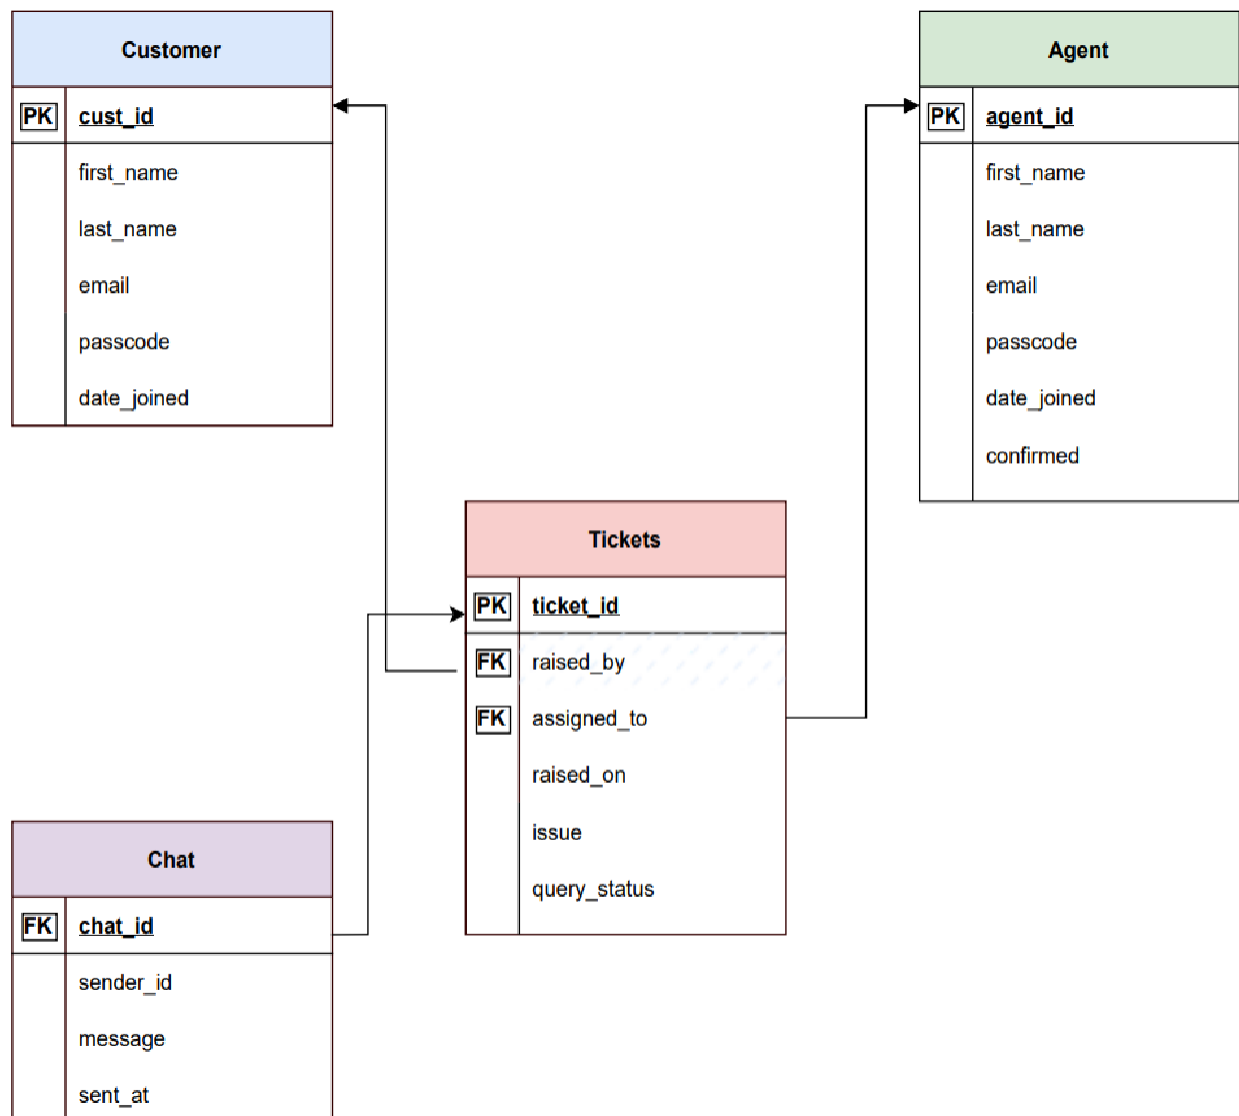 Customer
PK cust_id
first_name
last_name
email
passcode
date_joined
Agent
PK agent_id
first_name
last_name
email
passcode
date_joined
confirmed
Tickets
PK ticket_id
FK raised_by
FK assigned_to
raised_on
issue
query_status
Chat
FK chat_id
sender_id
message
sent_at